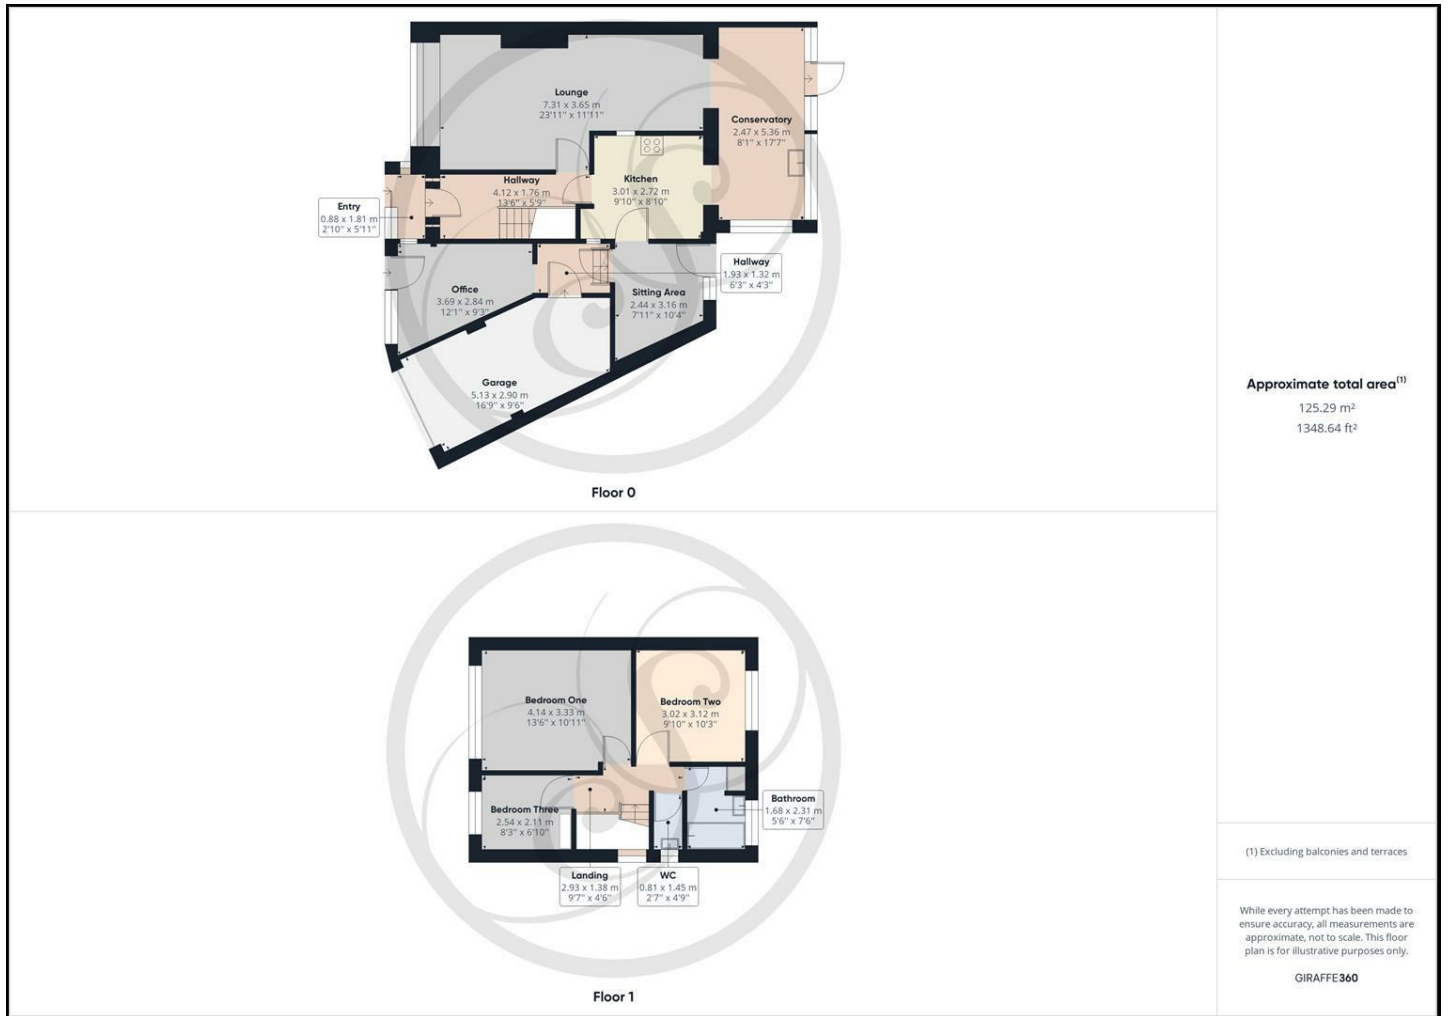 Lounge
7.31 x 3.65 m
23'11" x 11'11"
Conservatory
2.47 x 5.36 m
8'1" x 17'7"
Hallway
4.12 x 1.76 m
13'6" x 5'9"
Kitchen
3.01 x 2.72 m
9'10" x 8'10"
Entry
0.88 x 1.81 m
2'10" x 5'11"
Hallway
1.93 x 1.32 m
6'3" x 4'3"
Office
3.69 x 2.84 m
12'1" x 9'3"
Sitting Area
2.44 x 3.16 m
7'11" x 10'4"
Garage
5.13 x 2.90 m
16'9" x 9'6"
Floor 0
Bedroom One
4.14 x 3.33 m
13'6" x 10'11"
Bedroom Two
3.02 x 3.12 m
9'10" x 10'3"
Bedroom Three
2.54 x 2.11 m
8'3" x 6'10"
Bathroom
1.68 x 2.31 m
5'6" x 7'6"
Landing
2.93 x 1.38 m
9'7" x 4'6"
WC
0.81 x 1.45 m
2'7" x 4'9"
Floor 1
Approximate total area(1)
125.29 m²
1348.64 ft²
(1) Excluding balconies and terraces
While every attempt has been made to
ensure accuracy, all measurements are
approximate, not to scale. This floor
plan is for illustrative purposes only.
GIRAFFE360